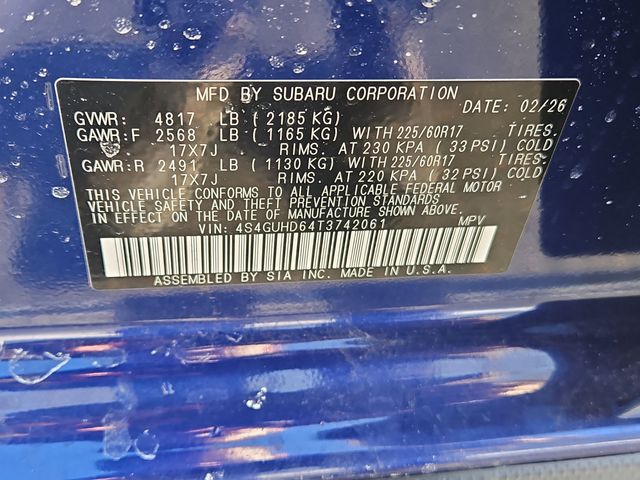 MFD BY SUBARU CORPORATION
DATE: 02/26
GVWR: 4817 LB (2185 KG)
GAWR:F 2568 LB (1165 KG) WITH 225/60R17 TIRES.
17X7J RIMS. AT 230 KPA (33 PSI) COLD
GAWR:R 2491 LB (1130 KG) WITH 225/60R17 TIRES.
17X7J RIMS. AT 220 KPA (32 PSI) COLD
THIS VEHICLE CONFORMS TO ALL APPLICABLE FEDERAL MOTOR
VEHICLE SAFETY AND THEFT PREVENTION STANDARDS
IN EFFECT ON THE DATE OF MANUFACTURE SHOWN ABOVE.
VIN: 4S4GUHD64T3742061 MPV
ASSEMBLED BY SIA INC. MADE IN U.S.A.